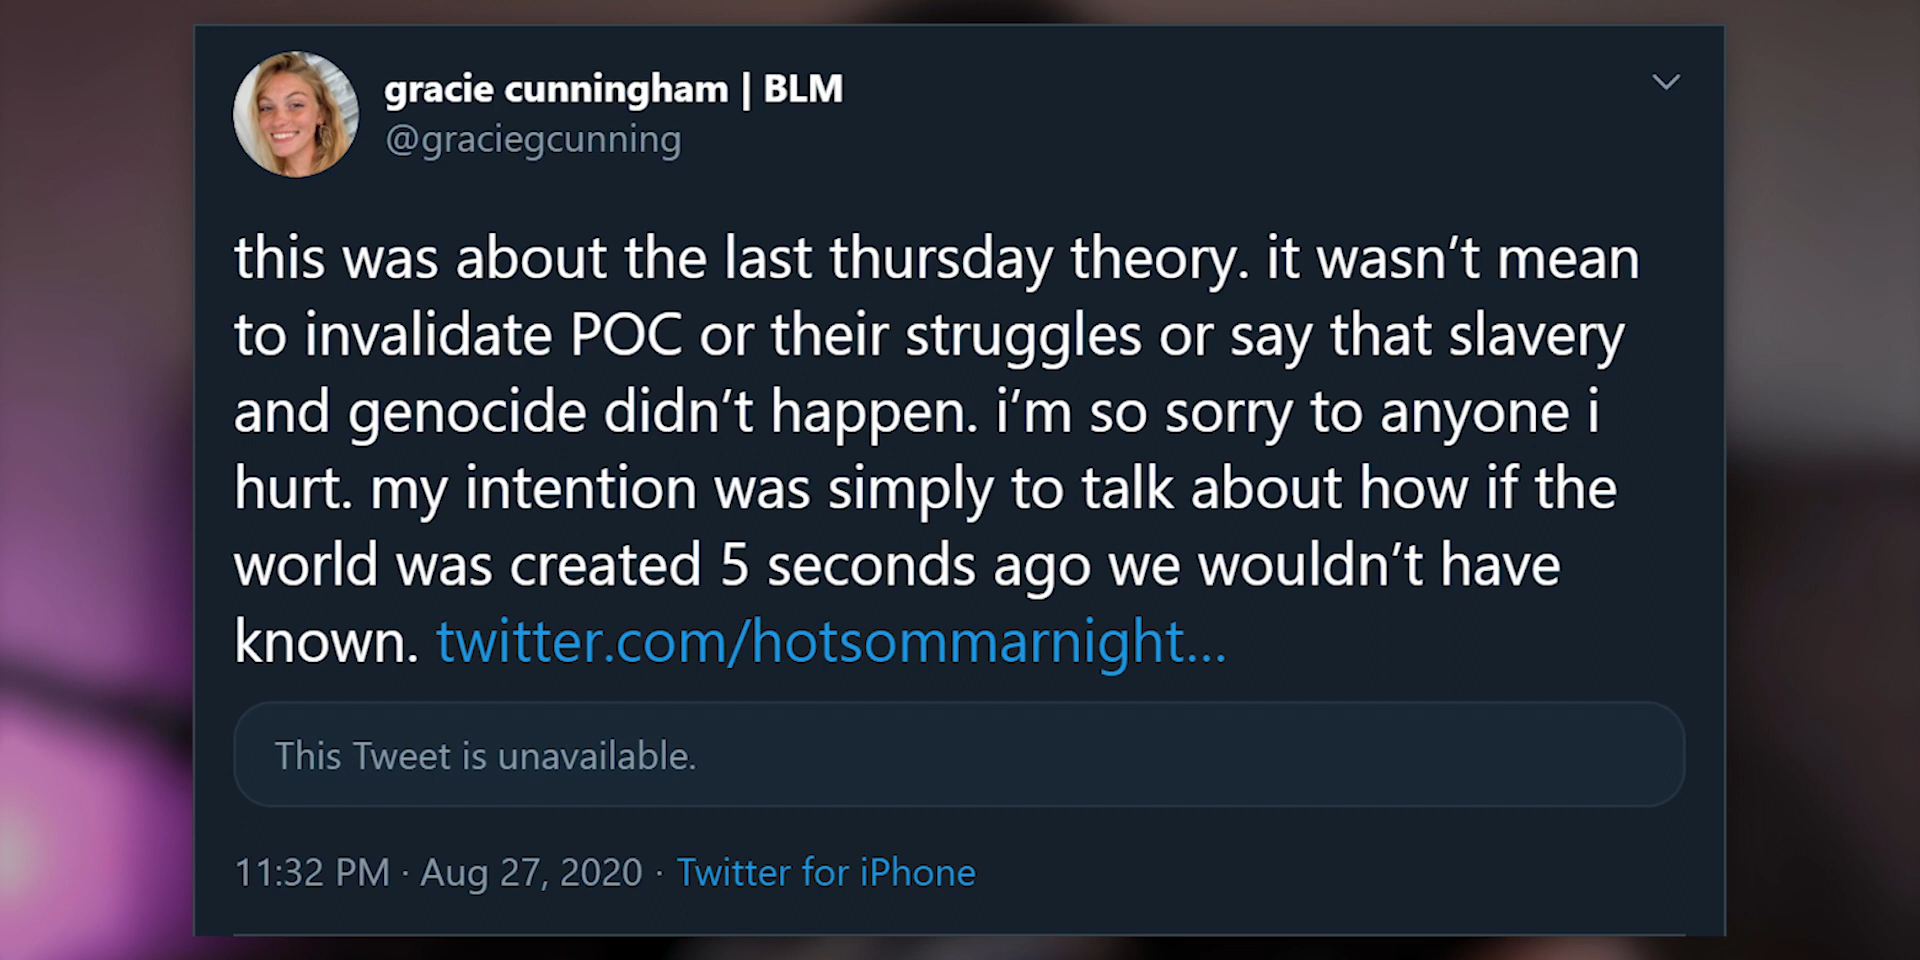 gracie cunningham | BLM
@graciegcunning
this was about the last thursday theory. it wasn’t mean
to invalidate POC or their struggles or say that slavery
and genocide didn’t happen. i’m so sorry to anyone i
hurt. my intention was simply to talk about how if the
world was created 5 seconds ago we wouldn’t have
known. twitter.com/hotsommarnight...
This Tweet is unavailable.
11:32 PM · Aug 27, 2020 · Twitter for iPhone